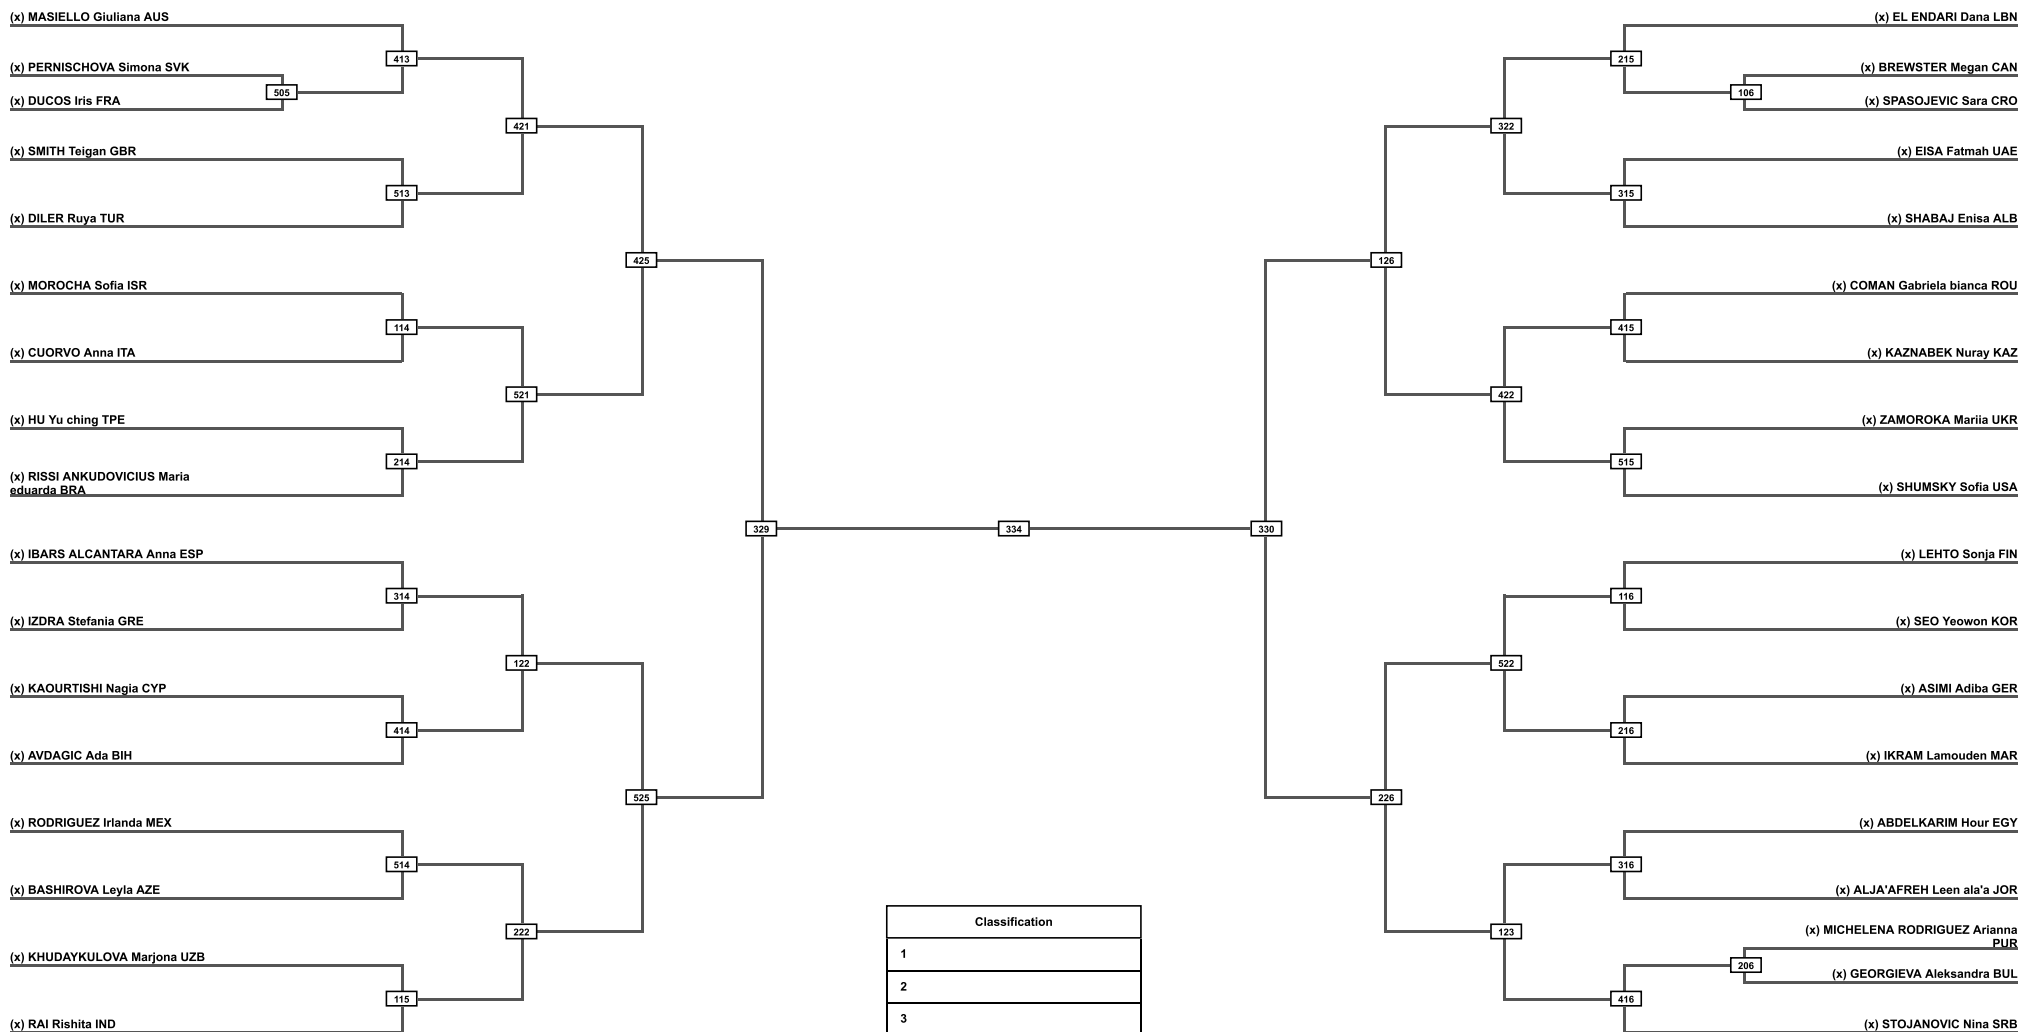 (x) MASIELLO Giuliana AUS
(x) PERNISCHOVA Simona SVK
(x) DUCOS Iris FRA
(x) SMITH Teigan GBR
(x) DILER Ruya TUR
(x) MOROCHA Sofia ISR
(x) CUORVO Anna ITA
(x) HU Yu ching TPE
(x) RISSI ANKUDOVICIUS Maria
eduarda BRA
(x) IBARS ALCANTARA Anna ESP
(x) IZDRA Stefania GRE
(x) KAOURTISHI Nagia CYP
(x) AVDAGIC Ada BIH
(x) RODRIGUEZ Irlanda MEX
(x) BASHIROVA Leyla AZE
(x) KHUDAYKULOVA Marjona UZB
(x) RAI Rishita IND
505
413
513
114
214
314
414
514
115
421
521
122
222
425
525
329
334
330
126
226
322
422
522
123
215
315
415
515
116
216
316
416
106
206
(x) EL ENDARI Dana LBN
(x) BREWSTER Megan CAN
(x) SPASOJEVIC Sara CRO
(x) EISA Fatmah UAE
(x) SHABAJ Enisa ALB
(x) COMAN Gabriela bianca ROU
(x) KAZNABEK Nuray KAZ
(x) ZAMOROKA Mariia UKR
(x) SHUMSKY Sofia USA
(x) LEHTO Sonja FIN
(x) SEO Yeowon KOR
(x) ASIMI Adiba GER
(x) IKRAM Lamouden MAR
(x) ABDELKARIM Hour EGY
(x) ALJA'AFREH Leen ala'a JOR
(x) MICHELENA RODRIGUEZ Arianna
PUR
(x) GEORGIEVA Aleksandra BUL
(x) STOJANOVIC Nina SRB
Classification
1
2
3